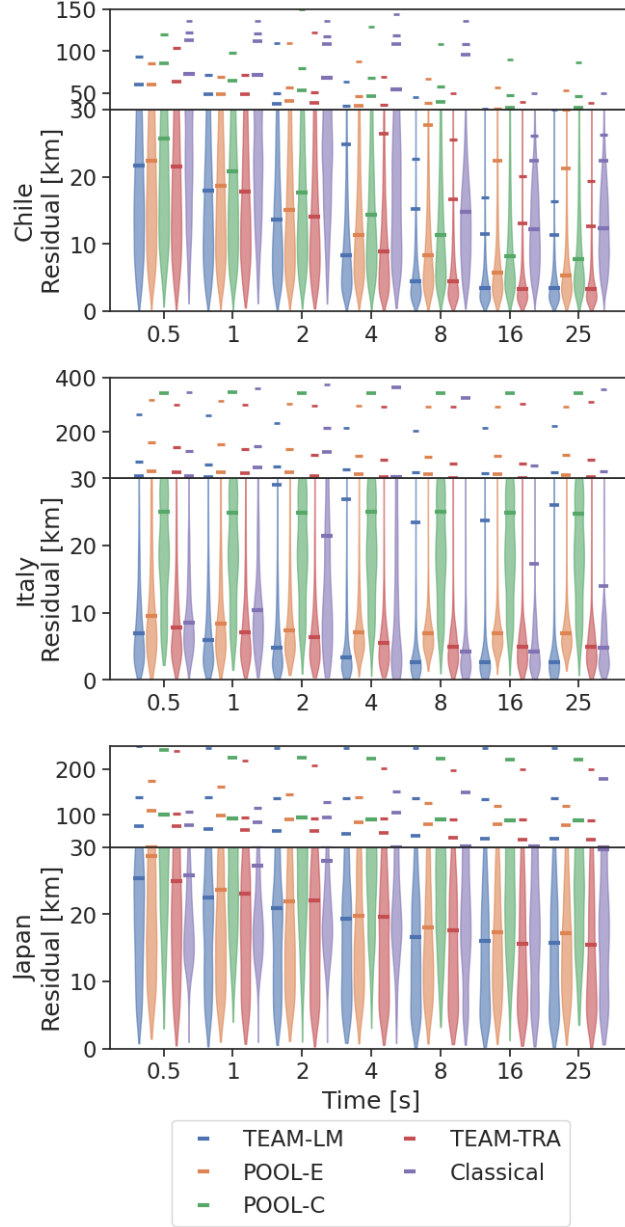 150
100
50
30
20
10
0
Chile
Residual [km]
0.5 1 2 4 8 16 25
400
200
30
20
10
0
Italy
Residual [km]
0.5 1 2 4 8 16 25
200
100
30
20
10
0
Japan
Residual [km]
0.5 1 2 4 8 16 25
Time [s]
TEAM-LM TEAM-TRA
POOL-E Classical
POOL-C